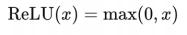 ReLU(x) = max(0, x)